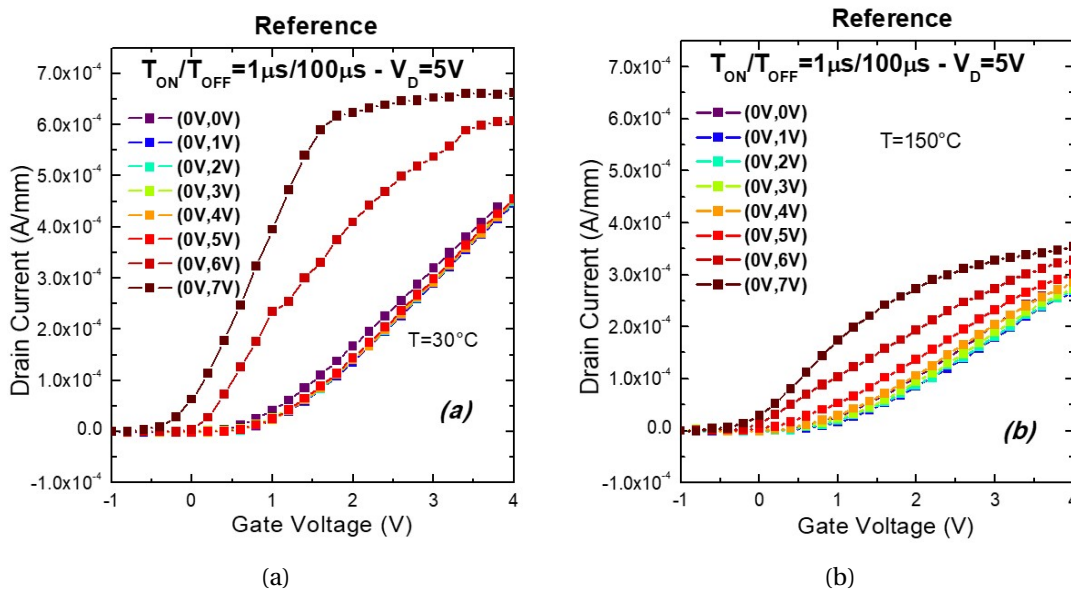 (a)
Reference
T_ON/T_OFF=1μs/100μs - V_D=5V
7.0x10⁻⁴
6.0x10⁻⁴
5.0x10⁻⁴
4.0x10⁻⁴
3.0x10⁻⁴
2.0x10⁻⁴
1.0x10⁻⁴
0.0
-1.0x10⁻⁴
Drain Current (A/mm)
(0V,0V)
(0V,1V)
(0V,2V)
(0V,3V)
(0V,4V)
(0V,5V)
(0V,6V)
(0V,7V)
T=30°C
(a)
-1 0 1 2 3 4
Gate Voltage (V)
(a)
(b)
Reference
T_ON/T_OFF=1μs/100μs - V_D=5V
7.0x10⁻⁴
6.0x10⁻⁴
5.0x10⁻⁴
4.0x10⁻⁴
3.0x10⁻⁴
2.0x10⁻⁴
1.0x10⁻⁴
0.0
-1.0x10⁻⁴
Drain Current (A/mm)
(0V,0V)
(0V,1V)
(0V,2V)
(0V,3V)
(0V,4V)
(0V,5V)
(0V,6V)
(0V,7V)
T=150°C
(b)
-1 0 1 2 3 4
Gate Voltage (V)
(b)